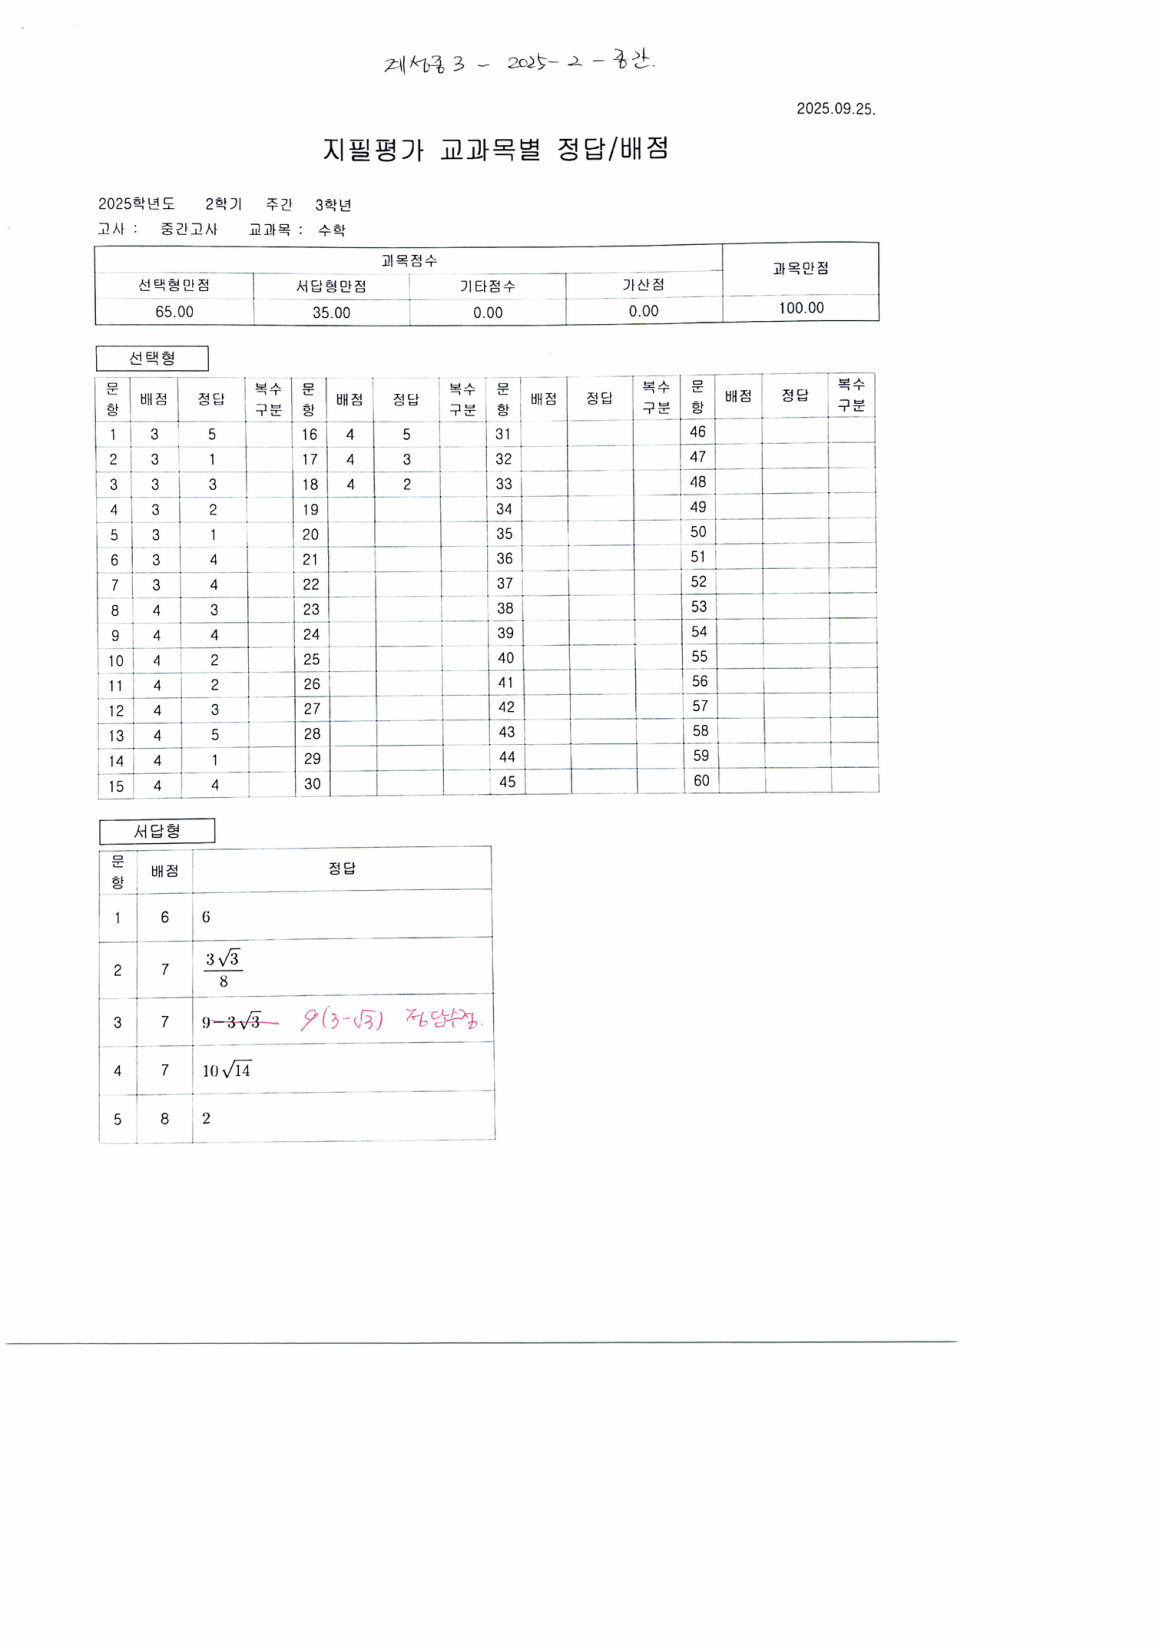 제성중 3 - 2025 - 2 - 중간.
2025.09.25.
지필평가 교과목별 정답/배점
2025학년도 2학기 주간 3학년
고사 : 중간고사 교과목 : 수학
과목점수 과목만점
선택형만점 서답형만점 기타점수 가산점
65.00 35.00 0.00 0.00 100.00
선택형
문항 배점 정답 복수구분 문항 배점 정답 복수구분 문항 배점 정답 복수구분 문항 배점 정답 복수구분
1 3 5 16 4 5 31 46
2 3 1 17 4 3 32 47
3 3 3 18 4 2 33 48
4 3 2 19 34 49
5 3 1 20 35 50
6 3 4 21 36 51
7 3 4 22 37 52
8 4 3 23 38 53
9 4 4 24 39 54
10 4 2 25 40 55
11 4 2 26 41 56
12 4 3 27 42 57
13 4 5 28 43 58
14 4 1 29 44 59
15 4 4 30 45 60
서답형
문항 배점 정답
1 6 6
2 7 3√3/8
3 7 9-3√3 9(3-√3) 정답수정.
4 7 10√14
5 8 2